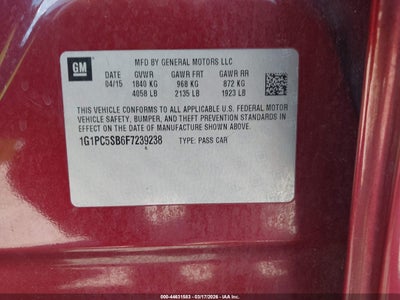 GM
MFD BY GENERAL MOTORS LLC
DATE GVWR GAWR FRT GAWR RR
04/15 1840 KG 968 KG 872 KG
4058 LB 2135 LB 1923 LB
THIS VEHICLE CONFORMS TO ALL APPLICABLE U.S. FEDERAL MOTOR
VEHICLE SAFETY, BUMPER, AND THEFT PREVENTION STANDARDS IN
EFFECT ON THE DATE OF MANUFACTURE SHOWN ABOVE.
1G1PC5SB6F7239238 TYPE: PASS CAR
(000-44631583 - 03/17/2026 - IAA Inc.